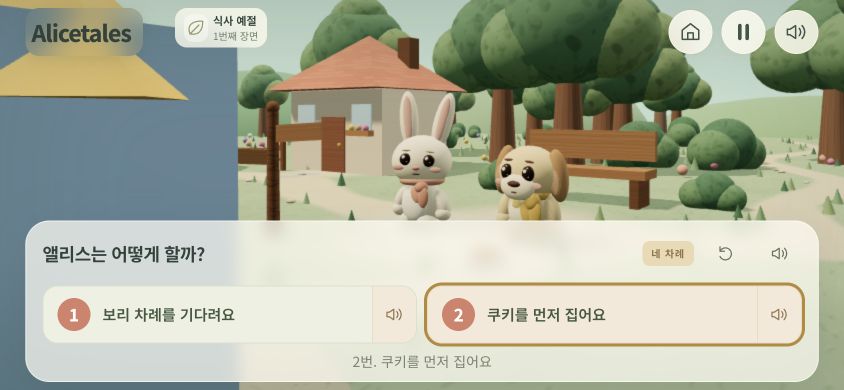 Alicetales
식사 예절
1번째 장면
앨리스는 어떻게 할까?
네 차례
1 보리 차례를 기다려요
2 쿠키를 먼저 집어요
2번. 쿠키를 먼저 집어요